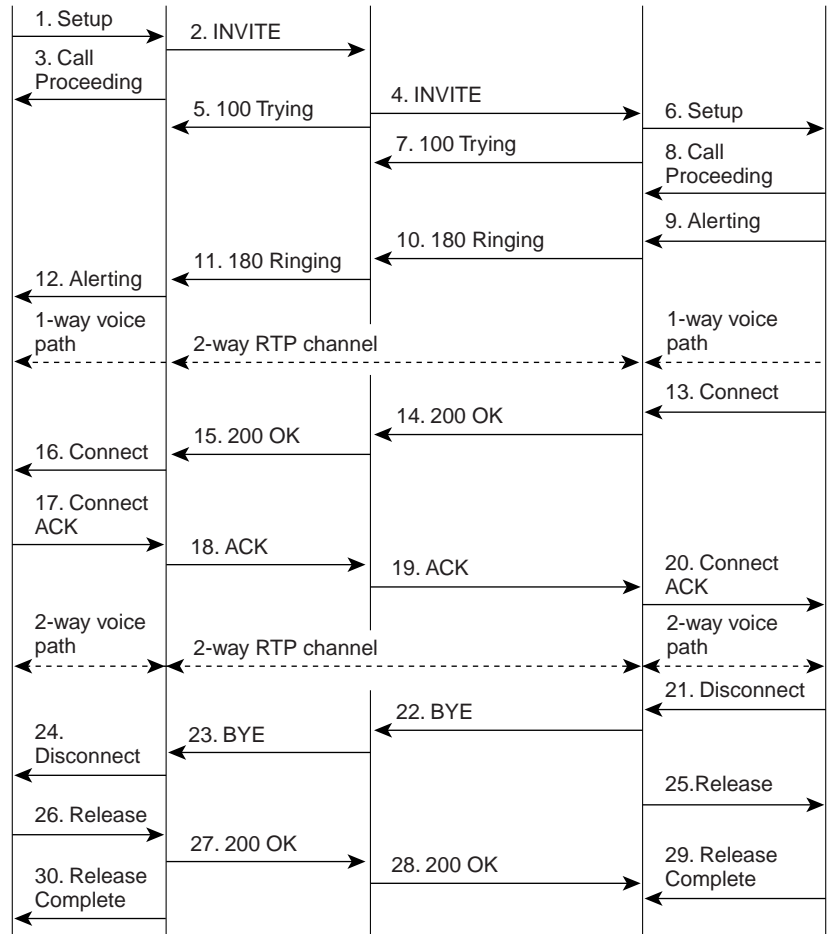 1. Setup
2. INVITE
3. Call
Proceeding
4. INVITE
5. 100 Trying
6. Setup
7. 100 Trying
8. Call
Proceeding
9. Alerting
10. 180 Ringing
11. 180 Ringing
12. Alerting
1-way voice
path
2-way RTP channel
1-way voice
path
13. Connect
14. 200 OK
15. 200 OK
16. Connect
17. Connect
ACK
18. ACK
19. ACK
20. Connect
ACK
2-way voice
path
2-way RTP channel
2-way voice
path
21. Disconnect
22. BYE
23. BYE
24.
Disconnect
25.Release
26. Release
27. 200 OK
28. 200 OK
29. Release
Complete
30. Release
Complete